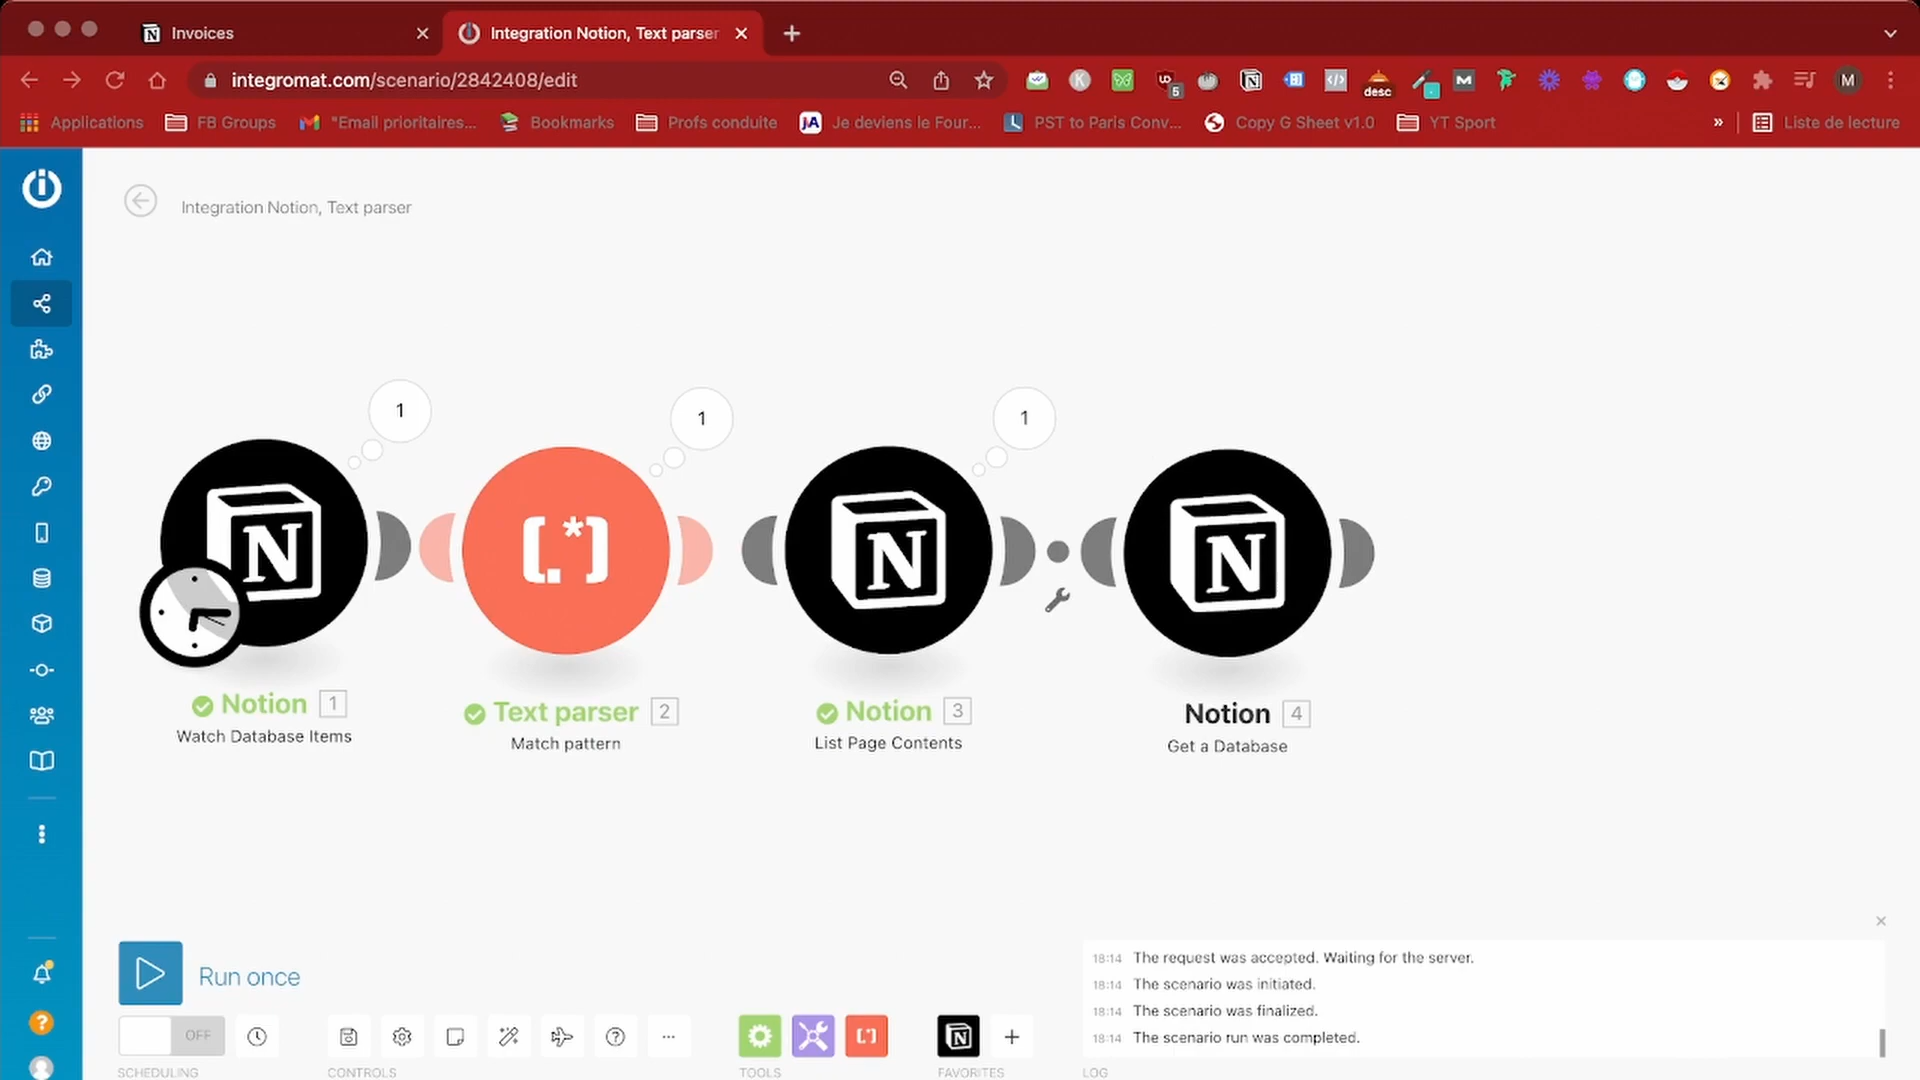 Invoices
Integration Notion, Text parser
integromat.com/scenario/2842408/edit
5
desc
M
Applications
FB Groups
"Email prioritaires...
Bookmarks
Profs conduite
Je deviens le Four...
PST to Paris Conv...
Copy G Sheet v1.0
YT Sport
»
Liste de lecture
Integration Notion, Text parser
1
1
1
Notion 1
Watch Database Items
Text parser 2
Match pattern
Notion 3
List Page Contents
Notion 4
Get a Database
Run once
18:14 The request was accepted. Waiting for the server.
18:14 The scenario was initiated.
18:14 The scenario was finalized.
18:14 The scenario run was completed.
OFF
SCHEDULING
CONTROLS
TOOLS
FAVORITES
LOG